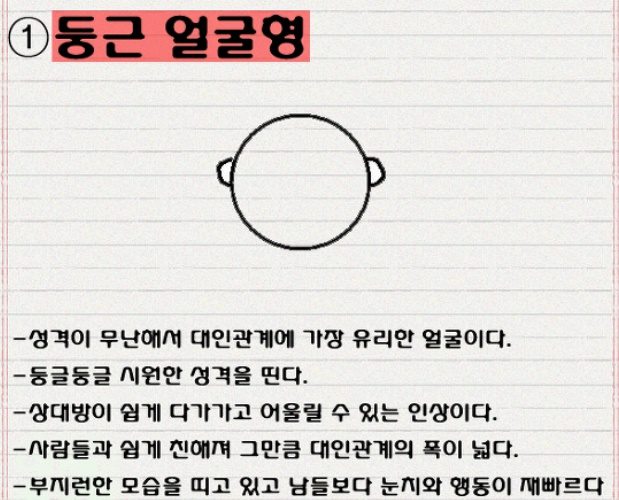 ① 둥근 얼굴형
-성격이 무난해서 대인관계에 가장 유리한 얼굴이다.
-둥글둥글 시원한 성격을 띤다.
-상대방이 쉽게 다가가고 어울릴 수 있는 인상이다.
-사람들과 쉽게 친해져 그만큼 대인관계의 폭이 넓다.
-부지런한 모습을 띠고 있고 남들보다 눈치와 행동이 재빠르다